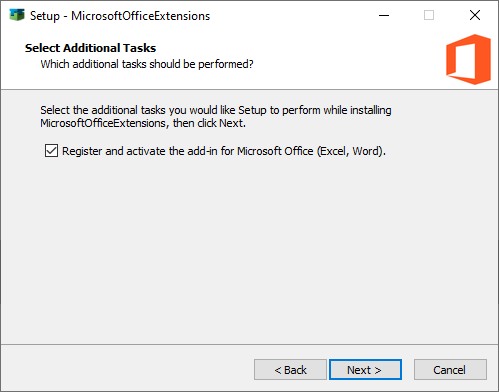 Setup - MicrosoftOfficeExtensions
Select Additional Tasks
Which additional tasks should be performed?
Select the additional tasks you would like Setup to perform while installing
MicrosoftOfficeExtensions, then click Next.
Register and activate the add-in for Microsoft Office (Excel, Word).
< Back
Next >
Cancel